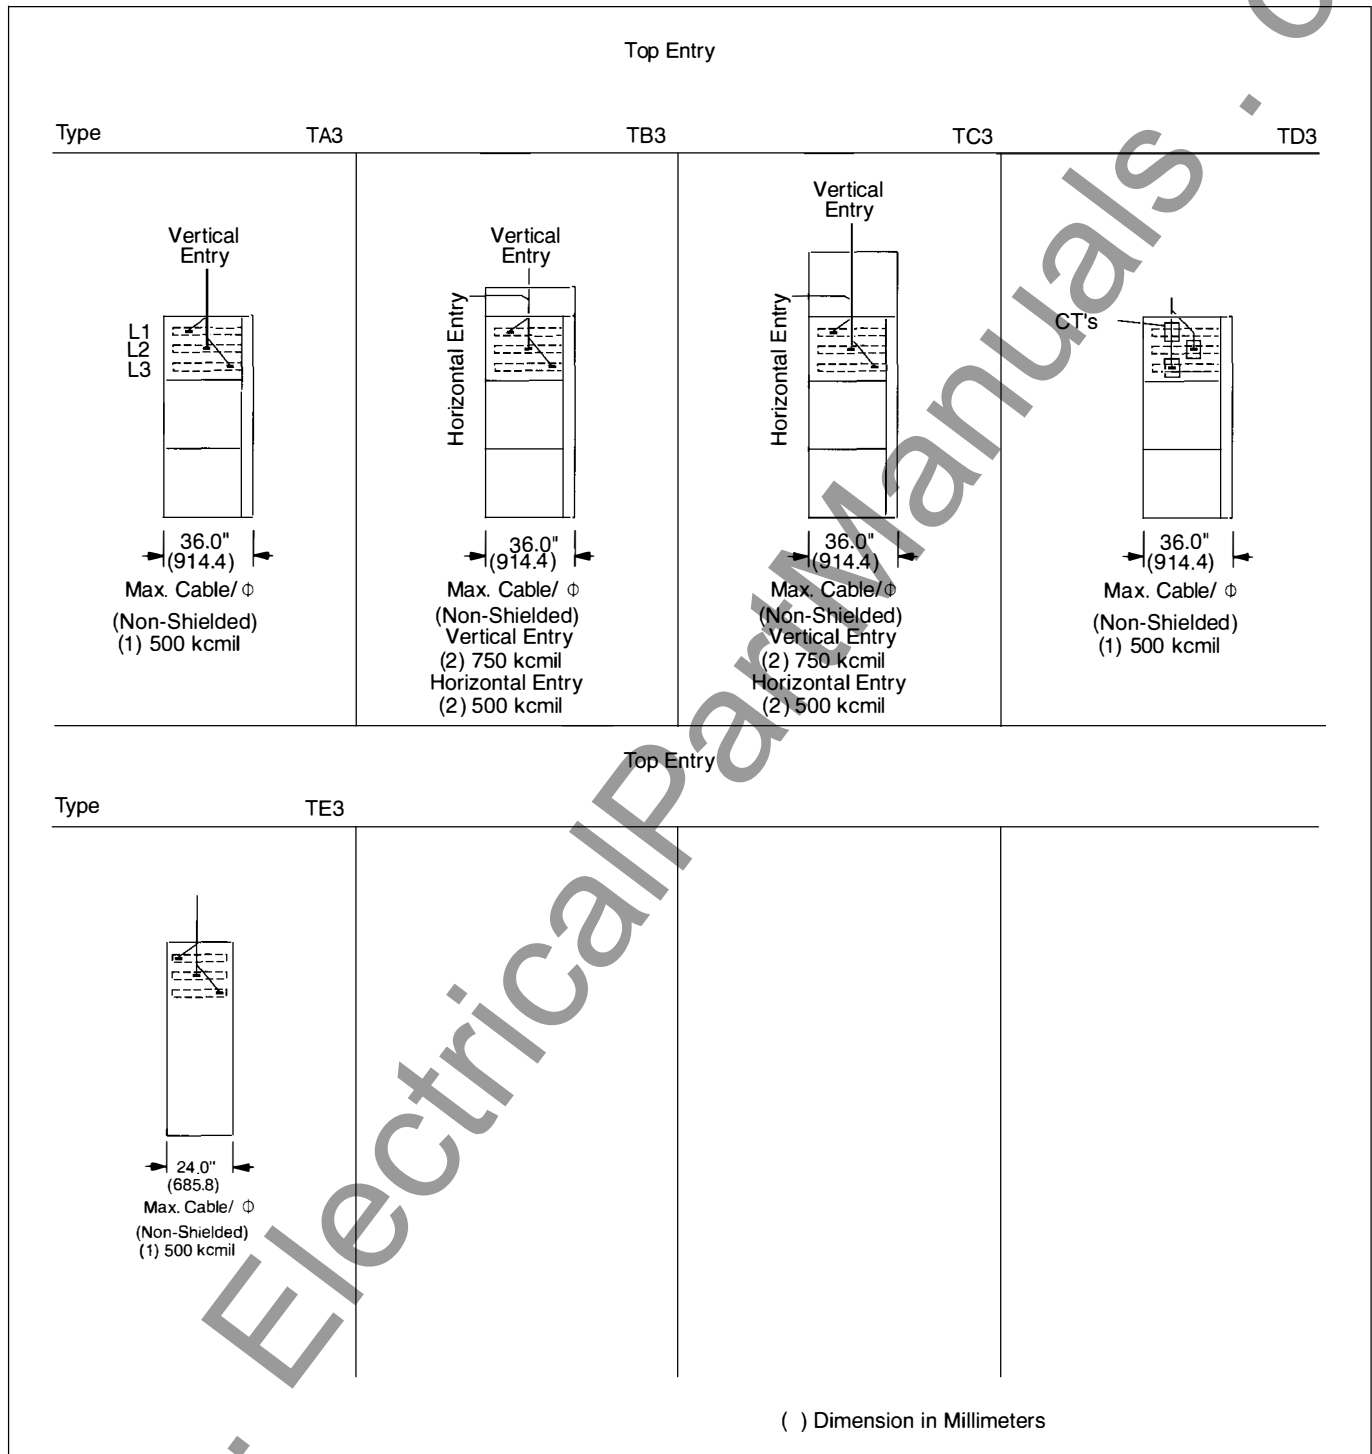 Top Entry
Type TA3 TB3 TC3 TD3
Vertical
Entry
L1
L2
L3
36.0"
(914.4)
Max. Cable/ Φ
(Non-Shielded)
(1) 500 kcmil
Vertical
Entry
Horizontal Entry
36.0"
(914.4)
Max. Cable/ Φ
(Non-Shielded)
Vertical Entry
(2) 750 kcmil
Horizontal Entry
(2) 500 kcmil
Vertical
Entry
Horizontal Entry
36.0"
(914.4)
Max. Cable/ Φ
(Non-Shielded)
Vertical Entry
(2) 750 kcmil
Horizontal Entry
(2) 500 kcmil
CT's
36.0"
(914.4)
Max. Cable/ Φ
(Non-Shielded)
(1) 500 kcmil
Top Entry
Type TE3
24.0"
(685.8)
Max. Cable/ Φ
(Non-Shielded)
(1) 500 kcmil
( ) Dimension in Millimeters
. ElectricalPartManuals .